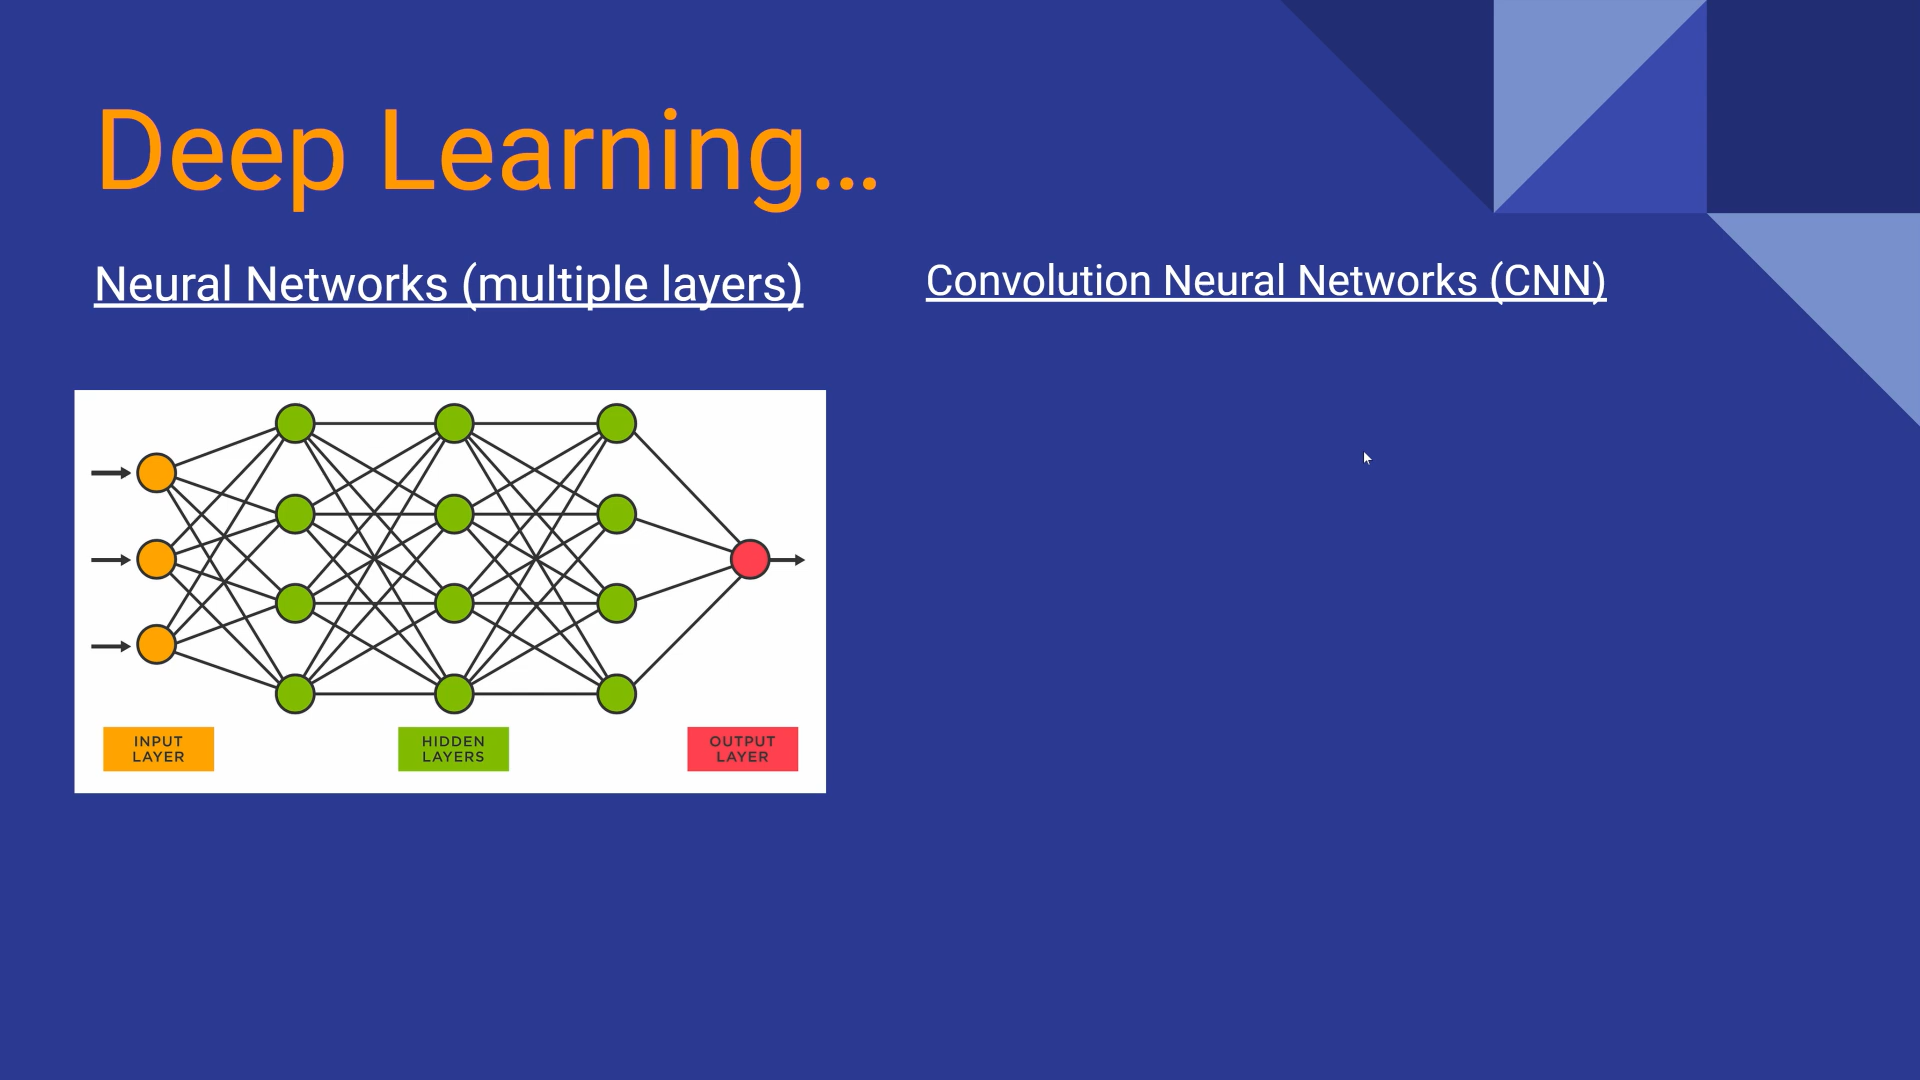 Deep Learning...
Neural Networks (multiple layers)
Convolution Neural Networks (CNN)
INPUT
LAYER
HIDDEN
LAYERS
OUTPUT
LAYER